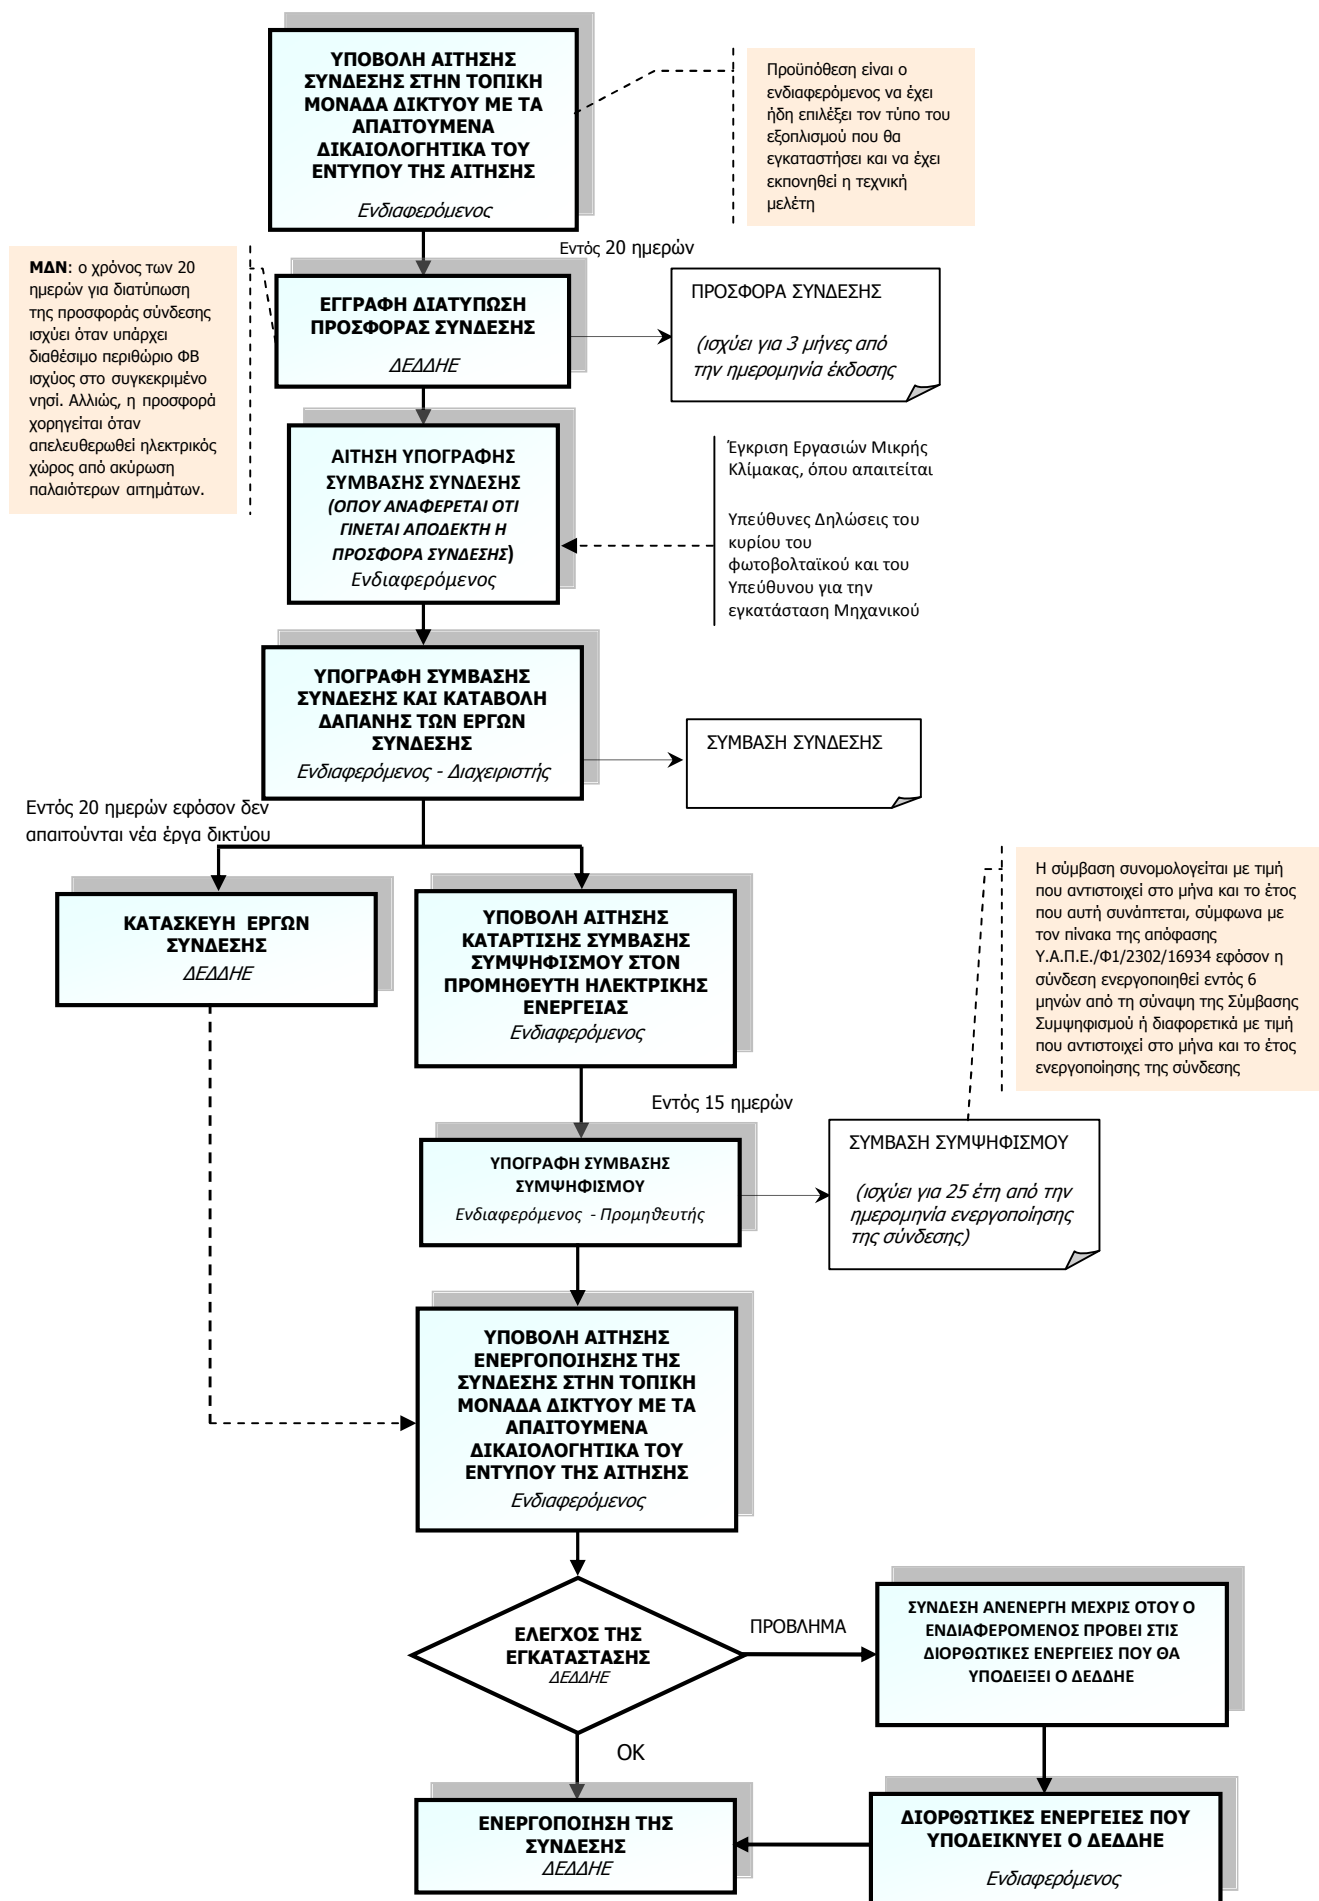 ΥΠΟΒΟΛΗ ΑΙΤΗΣΗΣ
ΣΥΝΔΕΣΗΣ ΣΤΗΝ ΤΟΠΙΚΗ
ΜΟΝΑΔΑ ΔΙΚΤΥΟΥ ΜΕ ΤΑ
ΑΠΑΙΤΟΥΜΕΝΑ
ΔΙΚΑΙΟΛΟΓΗΤΙΚΑ ΤΟΥ
ΕΝΤΥΠΟΥ ΤΗΣ ΑΙΤΗΣΗΣ
Ενδιαφερόμενος
Προϋπόθεση είναι ο
ενδιαφερόμενος να έχει
ήδη επιλέξει τον τύπο του
εξοπλισμού που θα
εγκαταστήσει και να έχει
εκπονηθεί η τεχνική
μελέτη
Εντός 20 ημερών
ΜΔΝ: ο χρόνος των 20
ημερών για διατύπωση
της προσφοράς σύνδεσης
ισχύει όταν υπάρχει
διαθέσιμο περιθώριο ΦΒ
ισχύος στο συγκεκριμένο
νησί. Αλλιώς, η προσφορά
χορηγείται όταν
απελευθερωθεί ηλεκτρικός
χώρος από ακύρωση
παλαιότερων αιτημάτων.
ΕΓΓΡΑΦΗ ΔΙΑΤΥΠΩΣΗ
ΠΡΟΣΦΟΡΑΣ ΣΥΝΔΕΣΗΣ
ΔΕΔΔΗΕ
ΠΡΟΣΦΟΡΑ ΣΥΝΔΕΣΗΣ
(ισχύει για 3 μήνες από
την ημερομηνία έκδοσης
ΑΙΤΗΣΗ ΥΠΟΓΡΑΦΗΣ
ΣΥΜΒΑΣΗΣ ΣΥΝΔΕΣΗΣ
(ΟΠΟΥ ΑΝΑΦΕΡΕΤΑΙ ΟΤΙ
ΓΙΝΕΤΑΙ ΑΠΟΔΕΚΤΗ Η
ΠΡΟΣΦΟΡΑ ΣΥΝΔΕΣΗΣ)
Ενδιαφερόμενος
Έγκριση Εργασιών Μικρής
Κλίμακας, όπου απαιτείται
Υπεύθυνες Δηλώσεις του
κυρίου του
φωτοβολταϊκού και του
Υπεύθυνου για την
εγκατάσταση Μηχανικού
ΥΠΟΓΡΑΦΗ ΣΥΜΒΑΣΗΣ
ΣΥΝΔΕΣΗΣ ΚΑΙ ΚΑΤΑΒΟΛΗ
ΔΑΠΑΝΗΣ ΤΩΝ ΕΡΓΩΝ
ΣΥΝΔΕΣΗΣ
Ενδιαφερόμενος - Διαχειριστής
ΣΥΜΒΑΣΗ ΣΥΝΔΕΣΗΣ
Εντός 20 ημερών εφόσον δεν
απαιτούνται νέα έργα δικτύου
ΚΑΤΑΣΚΕΥΗ ΕΡΓΩΝ
ΣΥΝΔΕΣΗΣ
ΔΕΔΔΗΕ
ΥΠΟΒΟΛΗ ΑΙΤΗΣΗΣ
ΚΑΤΑΡΤΙΣΗΣ ΣΥΜΒΑΣΗΣ
ΣΥΜΨΗΦΙΣΜΟΥ ΣΤΟΝ
ΠΡΟΜΗΘΕΥΤΗ ΗΛΕΚΤΡΙΚΗΣ
ΕΝΕΡΓΕΙΑΣ
Ενδιαφερόμενος
Η σύμβαση συνομολογείται με τιμή
που αντιστοιχεί στο μήνα και το έτος
που αυτή συνάπτεται, σύμφωνα με
τον πίνακα της απόφασης
Υ.Α.Π.Ε./Φ1/2302/16934 εφόσον η
σύνδεση ενεργοποιηθεί εντός 6
μηνών από τη σύναψη της Σύμβασης
Συμψηφισμού ή διαφορετικά με τιμή
που αντιστοιχεί στο μήνα και το έτος
ενεργοποίησης της σύνδεσης
Εντός 15 ημερών
ΥΠΟΓΡΑΦΗ ΣΥΜΒΑΣΗΣ
ΣΥΜΨΗΦΙΣΜΟΥ
Ενδιαφερόμενος - Προμηθευτής
ΣΥΜΒΑΣΗ ΣΥΜΨΗΦΙΣΜΟΥ
(ισχύει για 25 έτη από την
ημερομηνία ενεργοποίησης
της σύνδεσης)
ΥΠΟΒΟΛΗ ΑΙΤΗΣΗΣ
ΕΝΕΡΓΟΠΟΙΗΣΗΣ ΤΗΣ
ΣΥΝΔΕΣΗΣ ΣΤΗΝ ΤΟΠΙΚΗ
ΜΟΝΑΔΑ ΔΙΚΤΥΟΥ ΜΕ ΤΑ
ΑΠΑΙΤΟΥΜΕΝΑ
ΔΙΚΑΙΟΛΟΓΗΤΙΚΑ ΤΟΥ
ΕΝΤΥΠΟΥ ΤΗΣ ΑΙΤΗΣΗΣ
Ενδιαφερόμενος
ΕΛΕΓΧΟΣ ΤΗΣ
ΕΓΚΑΤΑΣΤΑΣΗΣ
ΔΕΔΔΗΕ
ΠΡΟΒΛΗΜΑ
ΣΥΝΔΕΣΗ ΑΝΕΝΕΡΓΗ ΜΕΧΡΙΣ ΟΤΟΥ Ο
ΕΝΔΙΑΦΕΡΟΜΕΝΟΣ ΠΡΟΒΕΙ ΣΤΙΣ
ΔΙΟΡΘΩΤΙΚΕΣ ΕΝΕΡΓΕΙΕΣ ΠΟΥ ΘΑ
ΥΠΟΔΕΙΞΕΙ Ο ΔΕΔΔΗΕ
ΟΚ
ΕΝΕΡΓΟΠΟΙΗΣΗ ΤΗΣ
ΣΥΝΔΕΣΗΣ
ΔΕΔΔΗΕ
ΔΙΟΡΘΩΤΙΚΕΣ ΕΝΕΡΓΕΙΕΣ ΠΟΥ
ΥΠΟΔΕΙΚΝΥΕΙ Ο ΔΕΔΔΗΕ
Ενδιαφερόμενος